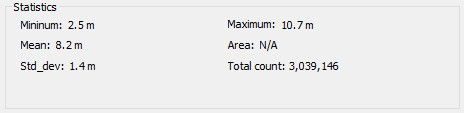 Statistics
Mininum: 2.5 m Maximum: 10.7 m
Mean: 8.2 m Area: N/A
Std_dev: 1.4 m Total count: 3,039,146